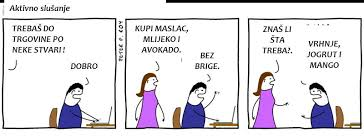 Aktivno slušanje
TREBAŠ DO
TRGOVINE PO
NEKE STVARI!
DOBRO
KUPI MASLAC,
MLIJEKO I
AVOKADO.
BEZ
BRIGE.
ZNAŠ LI
ŠTA
TREBA?.
VRHNJE,
JOGRUT I
MANGO